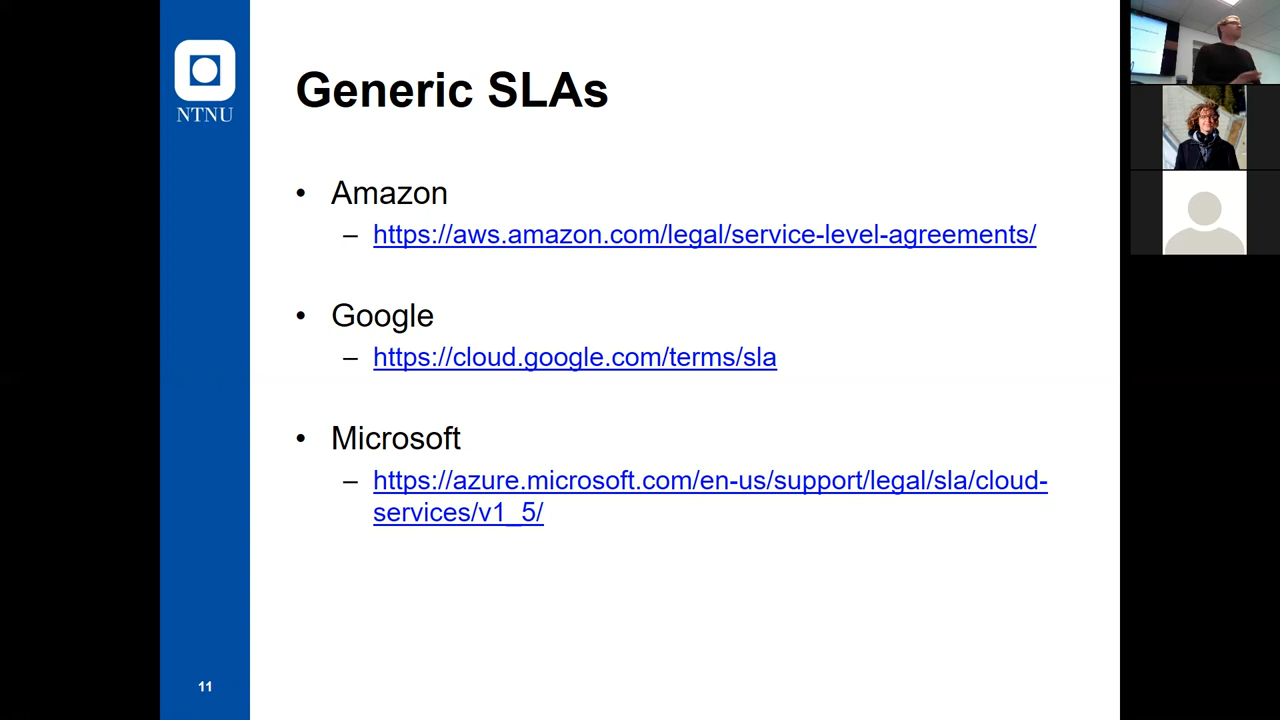 NTNU
Generic SLAs
• Amazon
– https://aws.amazon.com/legal/service-level-agreements/
• Google
– https://cloud.google.com/terms/sla
• Microsoft
– https://azure.microsoft.com/en-us/support/legal/sla/cloud-
services/v1_5/
11